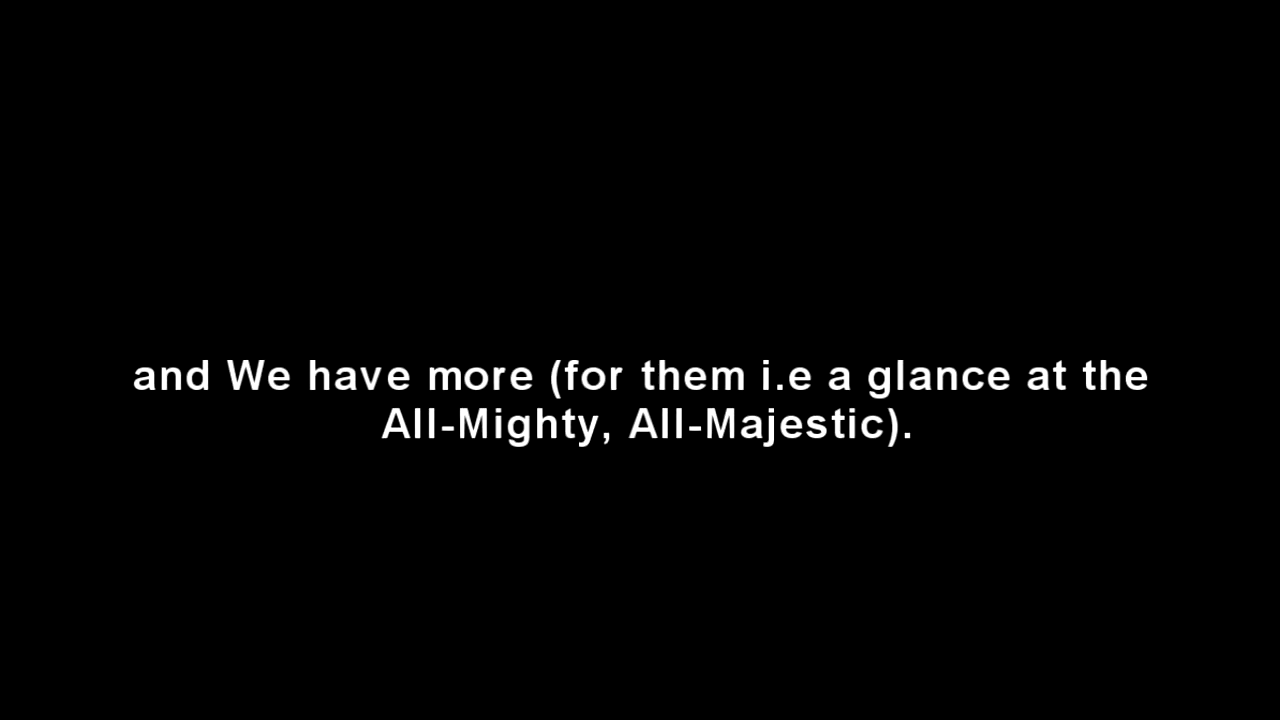 and We have more (for them i.e a glance at the
All-Mighty, All-Majestic).